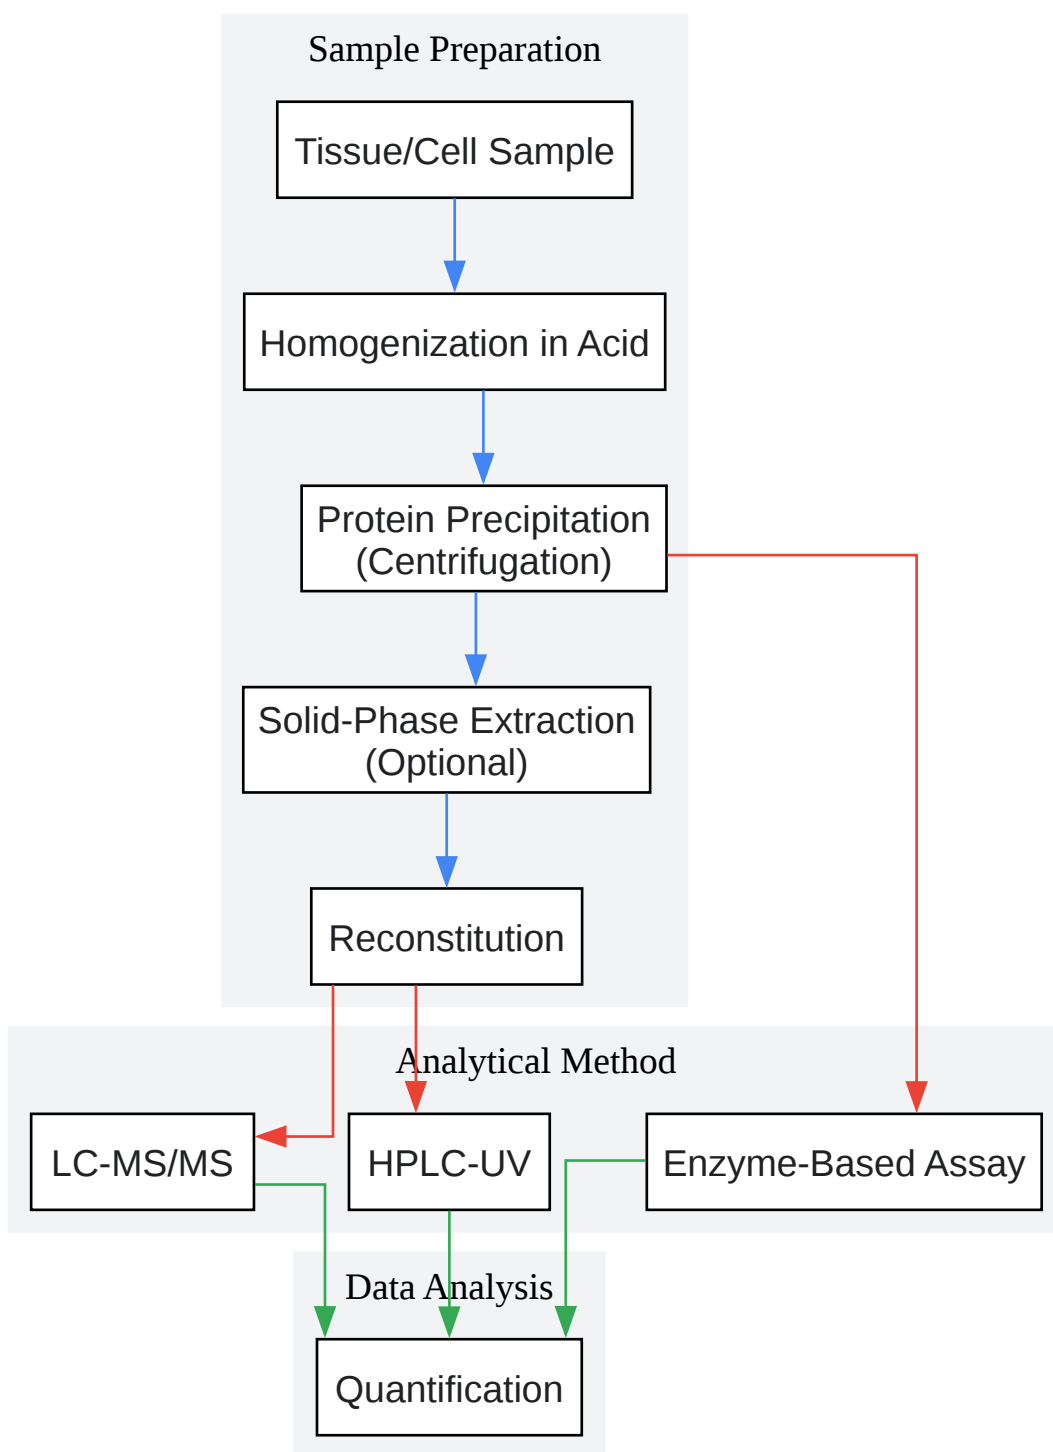 Sample Preparation
Tissue/Cell Sample
Homogenization in Acid
Protein Precipitation
(Centrifugation)
Solid-Phase Extraction
(Optional)
Reconstitution
Analytical Method
LC-MS/MS
HPLC-UV
Enzyme-Based Assay
Data Analysis
Quantification